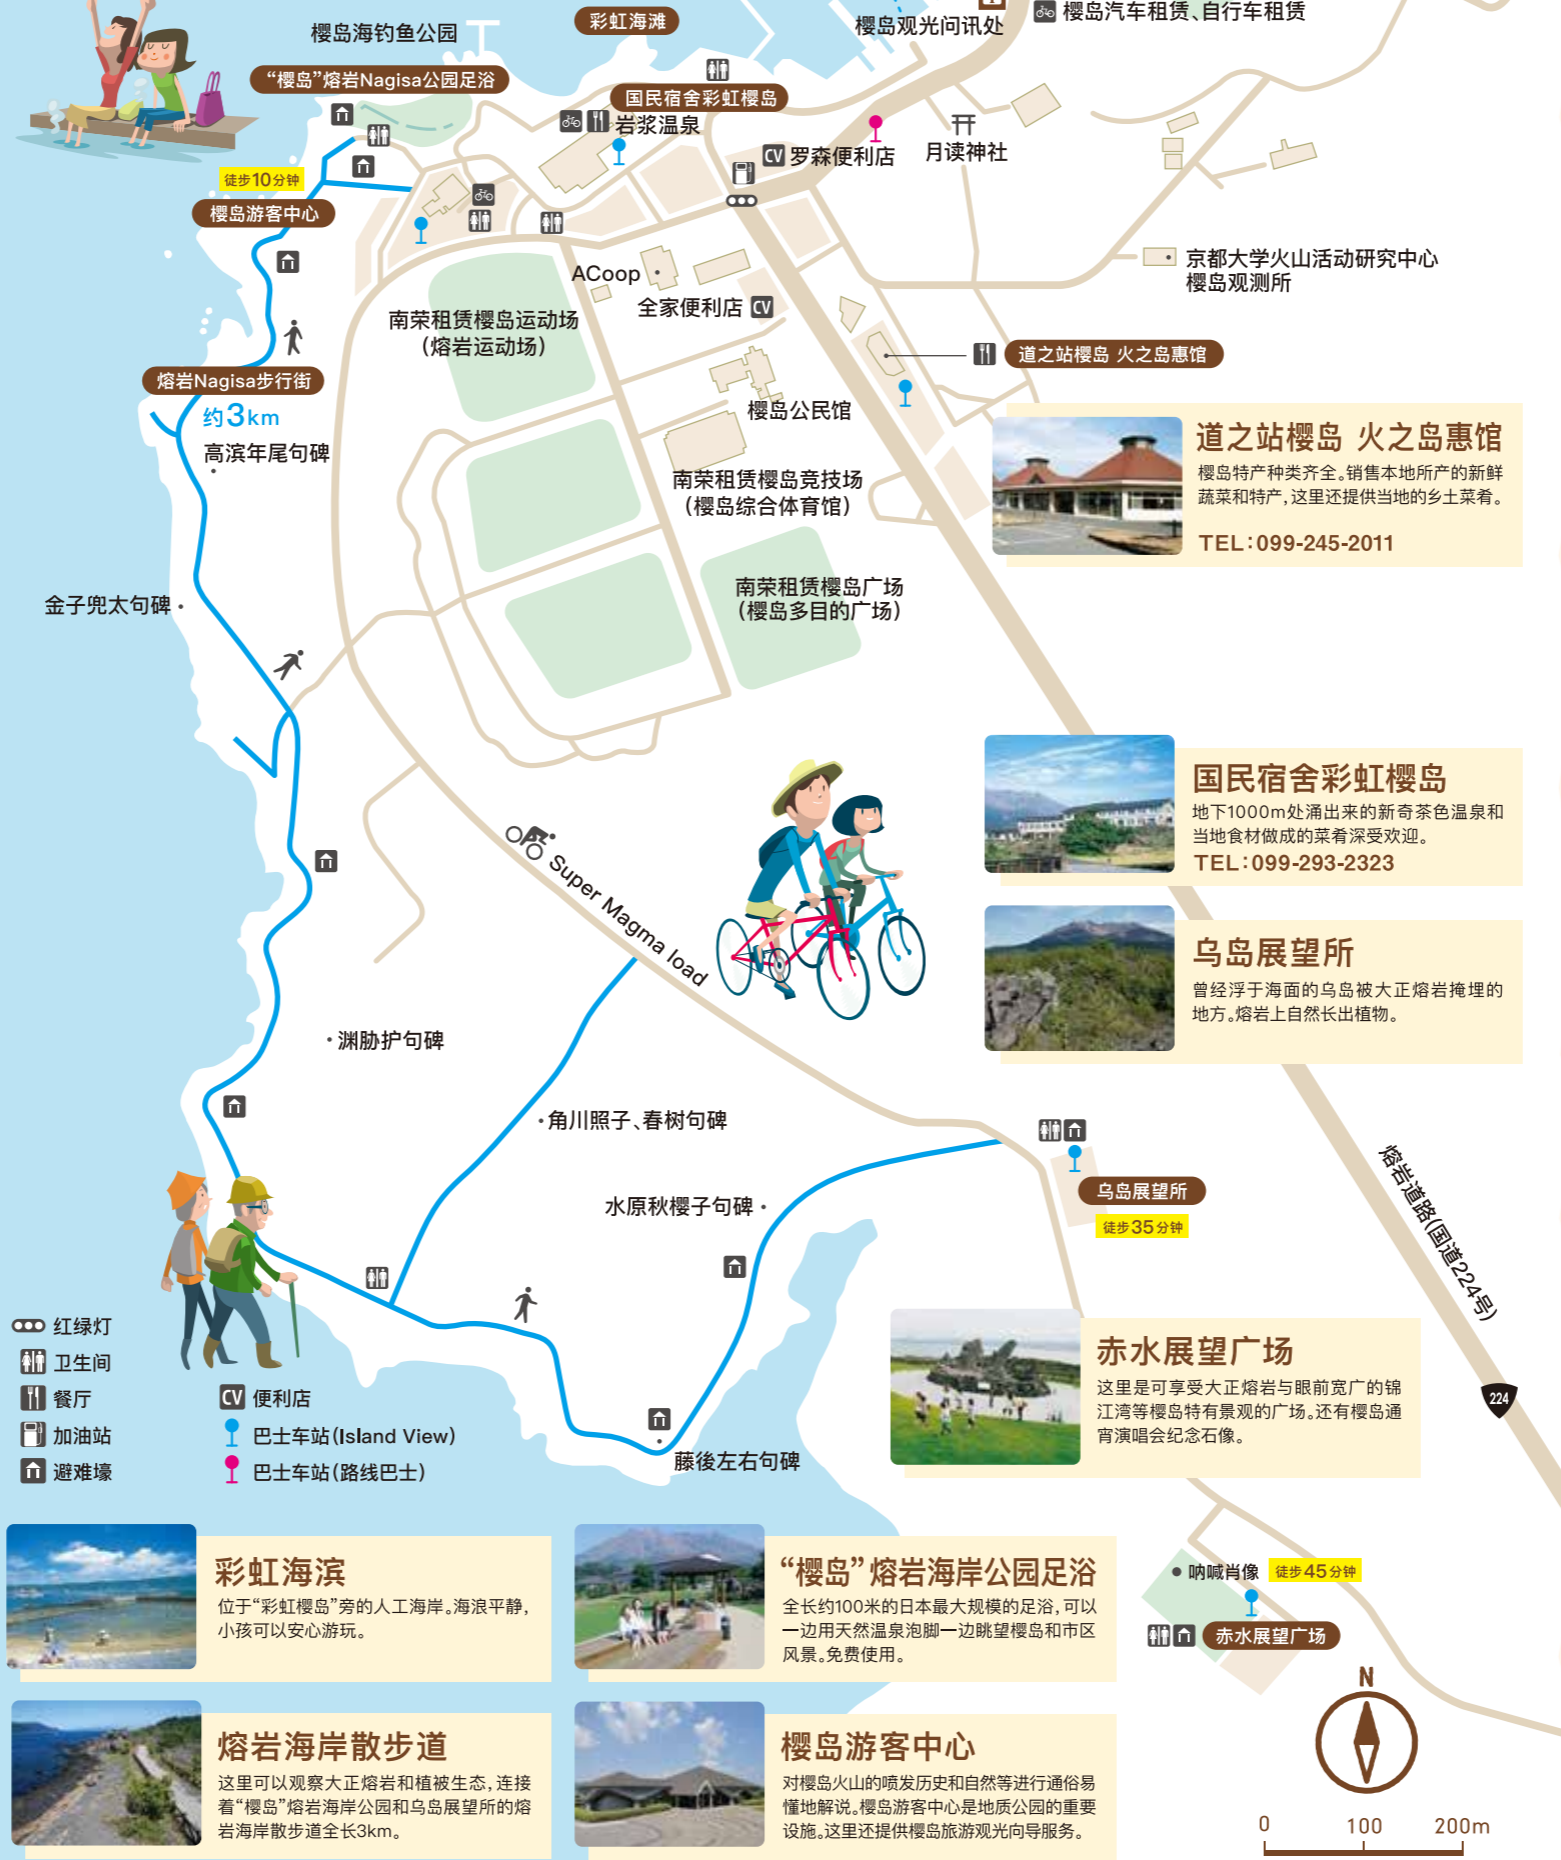 樱岛海钓鱼公园
彩虹海滩
樱岛观光问讯处
樱岛汽车租赁、自行车租赁
“樱岛”熔岩Nagisa公园足浴
国民宿舍彩虹樱岛
岩浆温泉
CV 罗森便利店
月读神社
徒步10分钟
樱岛游客中心
京都大学火山活动研究中心
樱岛观测所
ACoop
全家便利店 CV
南荣租赁樱岛运动场
(熔岩运动场)
道之站樱岛 火之岛惠馆
熔岩Nagisa步行街
约3km
高滨年尾句碑
樱岛公民馆
南荣租赁樱岛竞技场
(樱岛综合体育馆)
道之站樱岛 火之岛惠馆
樱岛特产种类齐全。销售本地所产的新鲜
蔬菜和特产,这里还提供当地的乡土菜肴。
TEL:099-245-2011
金子兜太句碑
南荣租赁樱岛广场
(樱岛多目的广场)
国民宿舍彩虹樱岛
地下1000m处涌出来的新奇茶色温泉和
当地食材做成的菜肴深受欢迎。
TEL:099-293-2323
Super Magma load
乌岛展望所
曾经浮于海面的乌岛被大正熔岩掩埋的
地方。熔岩上自然长出植物。
渊胁护句碑
角川照子、春树句碑
水原秋樱子句碑
乌岛展望所
徒步35分钟
熔岩道路(国道224号)
224
赤水展望广场
这里是可享受大正熔岩与眼前宽广的锦
江湾等樱岛特有景观的广场。还有樱岛通
宵演唱会纪念石像。
红绿灯
卫生间
餐厅
加油站
避难壕
CV 便利店
巴士车站(Island View)
巴士车站(路线巴士)
藤後左右句碑
彩虹海滨
位于“彩虹樱岛”旁的人工海岸。海浪平静,
小孩可以安心游玩。
“樱岛”熔岩海岸公园足浴
全长约100米的日本最大规模的足浴,可以
一边用天然温泉泡脚一边眺望樱岛和市区
风景。免费使用。
呐喊肖像
徒步45分钟
赤水展望广场
熔岩海岸散步道
这里可以观察大正熔岩和植被生态,连接
着“樱岛”熔岩海岸公园和乌岛展望所的熔
岩海岸散步道全长3km。
樱岛游客中心
对樱岛火山的喷发历史和自然等进行通俗易
懂地解说。樱岛游客中心是地质公园的重要
设施。这里还提供樱岛旅游观光向导服务。
N
0 100 200m